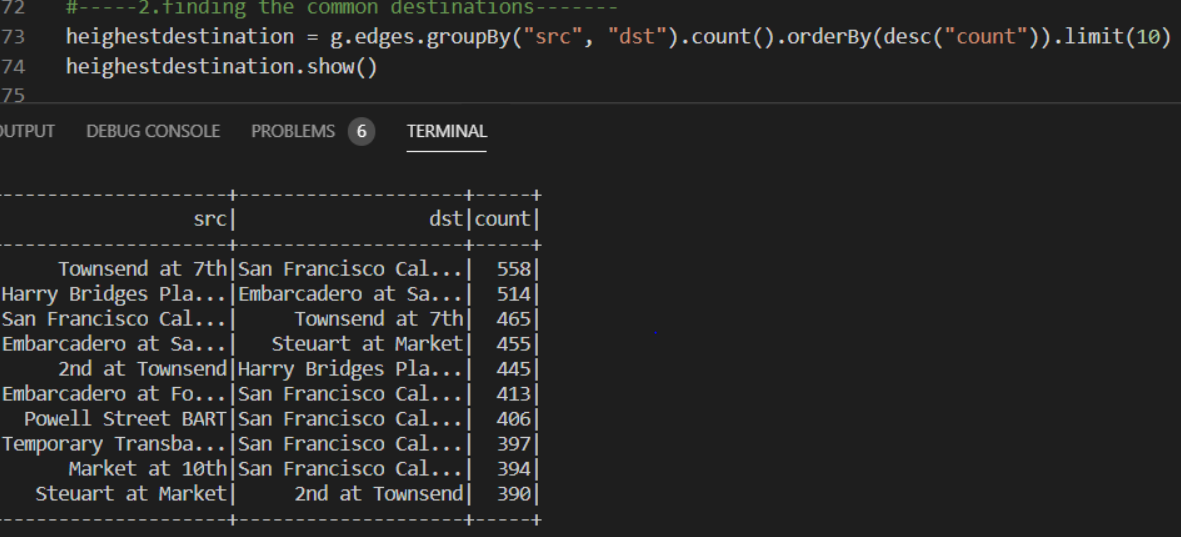 72 #-----2.finding the common destinations-------
73 heighestdestination = g.edges.groupBy("src", "dst").count().orderBy(desc("count")).limit(10)
74 heighestdestination.show()
75
OUTPUT DEBUG CONSOLE PROBLEMS 6 TERMINAL
---------------------+--------------------+-----+
src| dst|count|
---------------------+--------------------+-----+
Townsend at 7th|San Francisco Cal...| 558|
Harry Bridges Pla...|Embarcadero at Sa...| 514|
San Francisco Cal...| Townsend at 7th| 465|
Embarcadero at Sa...| Steuart at Market| 455|
2nd at Townsend|Harry Bridges Pla...| 445|
Embarcadero at Fo...|San Francisco Cal...| 413|
Powell Street BART|San Francisco Cal...| 406|
Temporary Transba...|San Francisco Cal...| 397|
Market at 10th|San Francisco Cal...| 394|
Steuart at Market| 2nd at Townsend| 390|
---------------------+--------------------+-----+